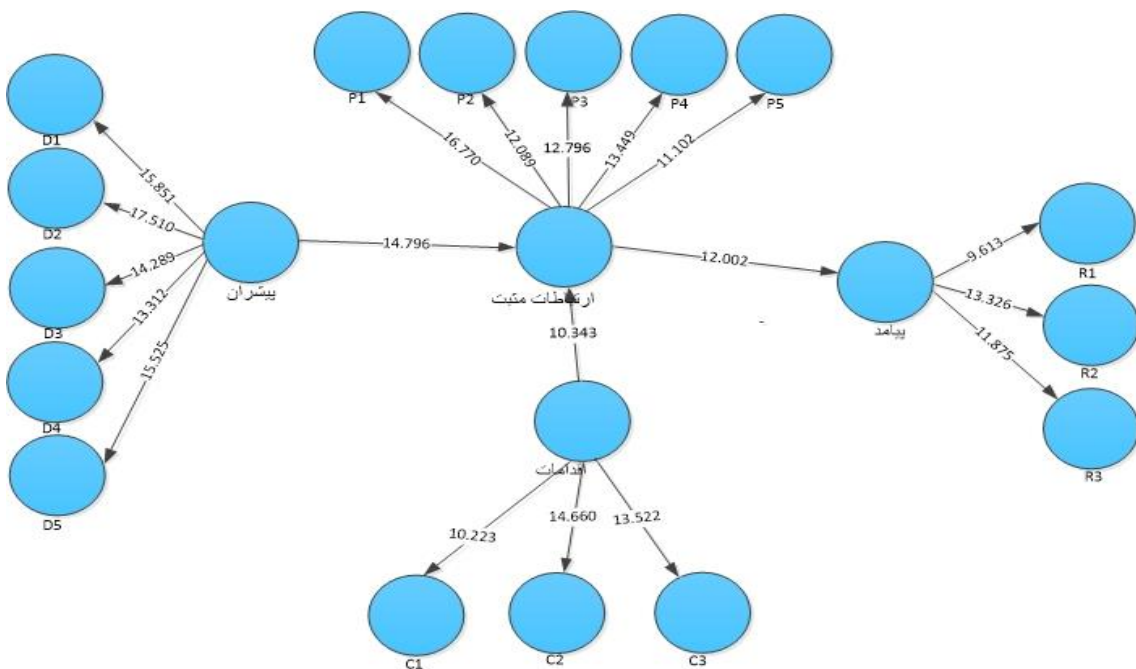 P1
P2
P3
P4
P5
D1
D2
D3
D4
D5
16.770
12.089
12.796
13.449
11.102
15.851
17.510
14.289
13.312
15.525
پیشران
14.796
ارتباطات مثبت
12.002
پیامد
9.613
13.326
11.875
R1
R2
R3
10.343
اقدامات
10.223
14.660
13.522
C1
C2
C3